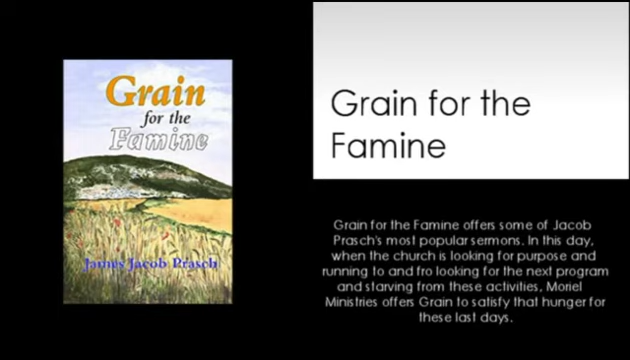 Grain
for the
Famine
James Jacob Prasch
Grain for the
Famine
Grain for the Famine offers some of Jacob
Prasch's most popular sermons. In this day,
when the church is looking for purpose and
running to and fro looking for the next program
and starving from these activities, Moriel
Ministries offers Grain to satisfy that hunger for
these last days.